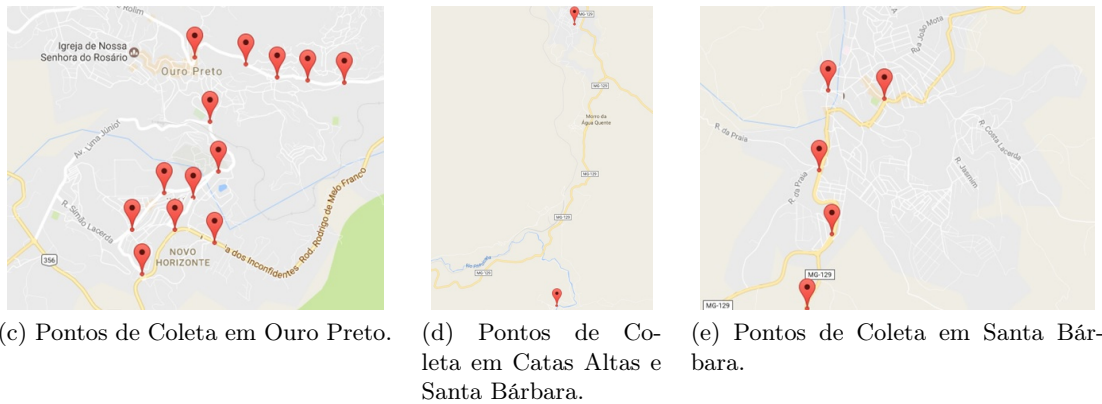 Rolim
Igreja de Nossa
Senhora do Rosário
Ouro Preto
Av. Lima Júnior
R. Simão Lacerda
356
NOVO
HORIZONTE
dos Inconfidentes
Rod. Rodrigo de Melo Franco
MG-129
MG-129
Morro da
Água Quente
MG-129
MG-129
MG-129
Rua João Mota
R. da Praia
R. da Praia
R. Costa Lacerda
R. Jasmim
MG-129
MG-129
(c) Pontos de Coleta em Ouro Preto.
(d) Pontos de Co-
leta em Catas Altas e
Santa Bárbara.
(e) Pontos de Coleta em Santa Bár-
bara.